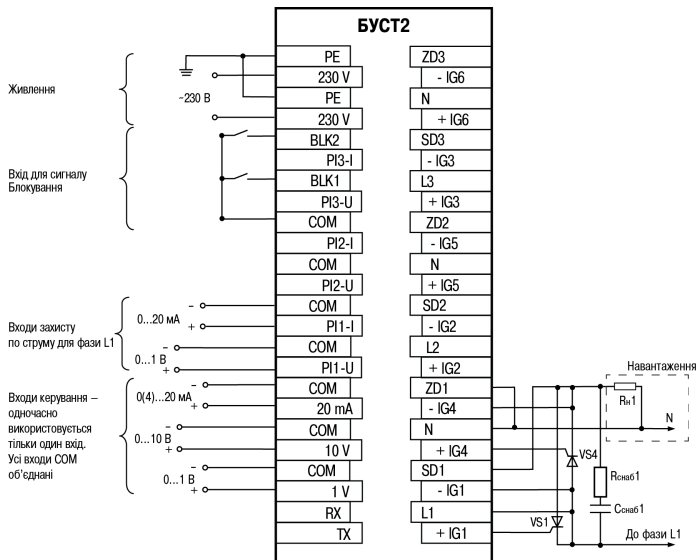 БУСТ2
PE
230 V
PE
230 V
BLK2
PI3-I
BLK1
PI3-U
COM
PI2-I
COM
PI2-U
COM
PI1-I
COM
PI1-U
COM
20 mA
COM
10 V
COM
1 V
RX
TX
ZD3
- IG6
N
+ IG6
SD3
- IG3
L3
+ IG3
ZD2
- IG5
N
+ IG5
SD2
- IG2
L2
+ IG2
ZD1
- IG4
N
+ IG4
SD1
- IG1
L1
+ IG1
Живлення
~230 В
Вхід для сигналу
Блокування
Входи захисту
по струму для фази L1
–
0...20 мА
+
–
0...1 В
+
Входи керування –
одночасно
використовується
тільки один вхід.
Усі входи COM
об'єднані
–
0(4)...20 мА
+
–
0...10 В
+
–
0...1 В
+
Навантаження
Rн1
N
VS4
Rснаб1
Cснаб1
VS1
До фази L1